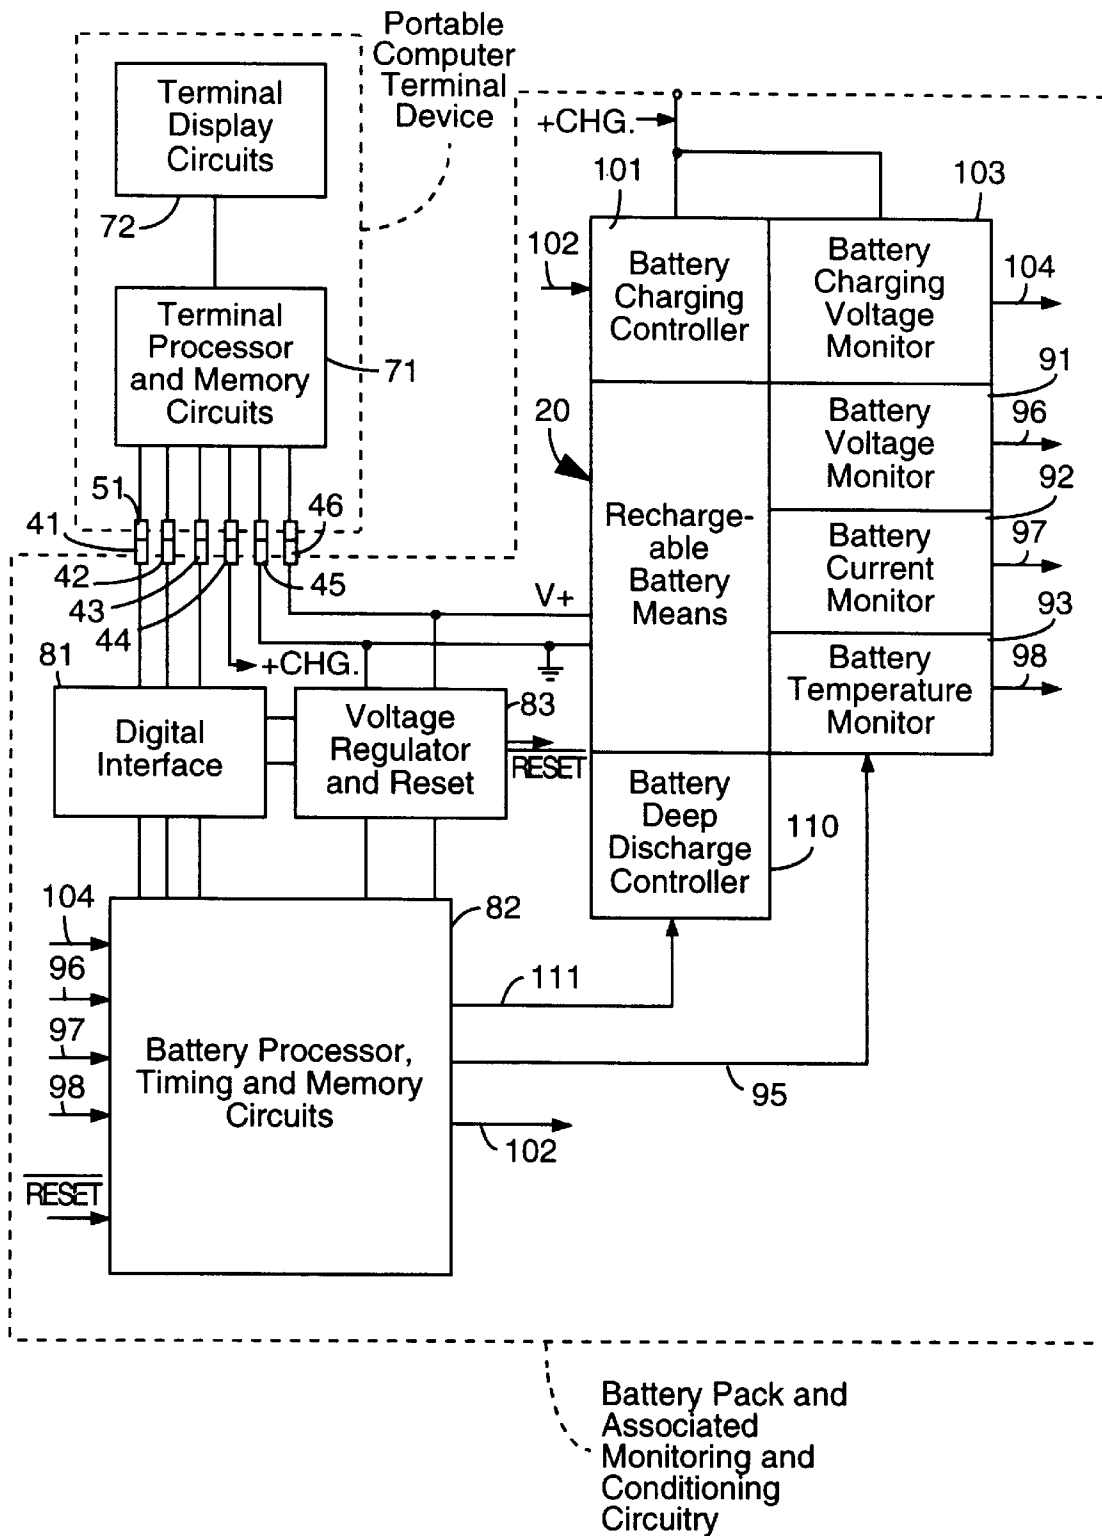 Portable
Computer
Terminal
Device
Terminal
Display
Circuits
72
Terminal
Processor
and Memory
Circuits
71
51
41
42
43
44
45
46
+CHG.
+CHG.
101
103
102
Battery
Charging
Controller
Battery
Charging
Voltage
Monitor
104
91
20
Battery
Voltage
Monitor
96
92
Recharge-
able
Battery
Means
Battery
Current
Monitor
97
93
V+
Battery
Temperature
Monitor
98
81
Digital
Interface
Voltage
Regulator
and Reset
83
RESET
Battery
Deep
Discharge
Controller
110
104
96
97
98
RESET
82
Battery Processor,
Timing and Memory
Circuits
111
95
102
Battery Pack and
Associated
Monitoring and
Conditioning
Circuitry